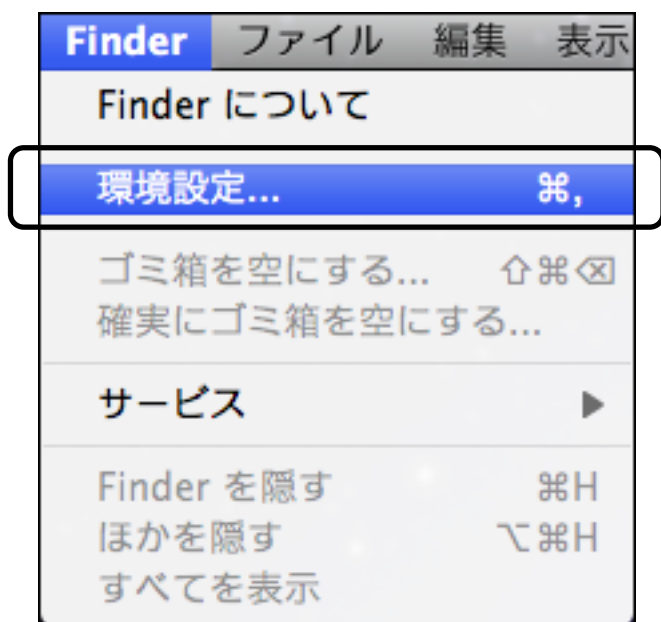 Finder ファイル 編集 表示
Finder について
環境設定... ⌘,
ゴミ箱を空にする... ⇧⌘⌫
確実にゴミ箱を空にする...
サービス ▶
Finder を隠す ⌘H
ほかを隠す ⌥⌘H
すべてを表示